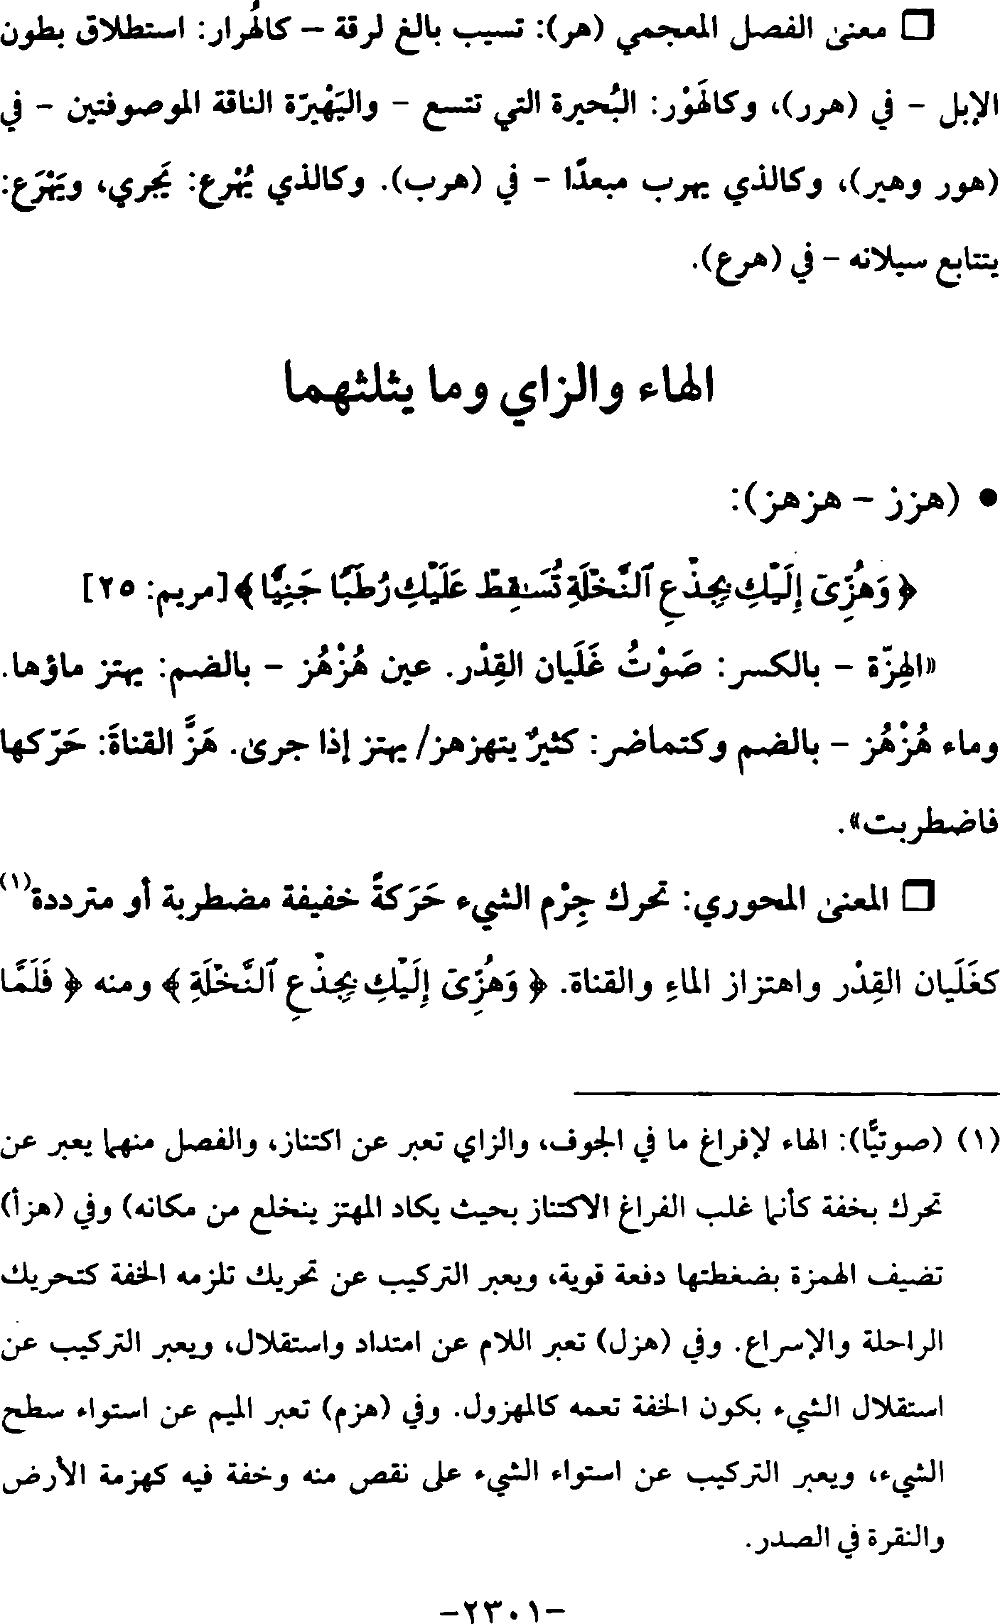 □ معنى الفصل المعجمي (هر): تسيب بالغ لرقة – كالهُرار: استطلاق بطون
الإبل – في (هرر)، وكالهَوْر: البُحيرة التي تتسع – واليَهْيَرّة الناقة الموصوفتين – في
(هور وهير)، وكالذي يهرب مبعدًا – في (هرب). وكالذي يُهْرع: يَجري، ويَهْرَع:
يتتابع سيلانه – في (هرع).
الهاء والزاي وما يثلثهما
• (هزز – هزهز):
﴿ وَهُزِّىٓ إِلَيْكِ بِجِذْعِ ٱلنَّخْلَةِ تُسَٰقِطْ عَلَيْكِ رُطَبًا جَنِيًّا ﴾ [مريم: ٢٥]
«الهِزّة – بالكسر: صَوْتُ غَلَيان القِدْر. عين هُزْهُز – بالضم: يهتز ماؤها.
وماء هُزْهُز – بالضم وكتماضر: كثيرٌ يتهزهز/ يهتز إذا جرى. هَزَّ القناةَ: حَرّكها
فاضطربت».
□ المعنى المحوري: تحرك جِرْم الشيء حَرَكةً خفيفة مضطربة أو مترددة(١)
كغَلَيان القِدْر واهتزاز الماءِ والقناة. ﴿ وَهُزِّىٓ إِلَيْكِ بِجِذْعِ ٱلنَّخْلَةِ ﴾ ومنه ﴿ فَلَمَّا
(١) (صوتيًّا): الهاء لإفراغ ما في الجوف، والزاي تعبر عن اكتناز، والفصل منهما يعبر عن
تحرك بخفة كأنما غلب الفراغ الاكتناز بحيث يكاد المهتز ينخلع من مكانه) وفي (هزأ)
تضيف الهمزة بضغطتها دفعة قوية، ويعبر التركيب عن تحريك تلزمه الخفة كتحريك
الراحلة والإسراع. وفي (هزل) تعبر اللام عن امتداد واستقلال، ويعبر التركيب عن
استقلال الشيء بكون الخفة تعمه كالمهزول. وفي (هزم) تعبر الميم عن استواء سطح
الشيء، ويعبر التركيب عن استواء الشيء على نقص منه وخفة فيه كهزمة الأرض
والنقرة في الصدر.
–٢٣٠١–